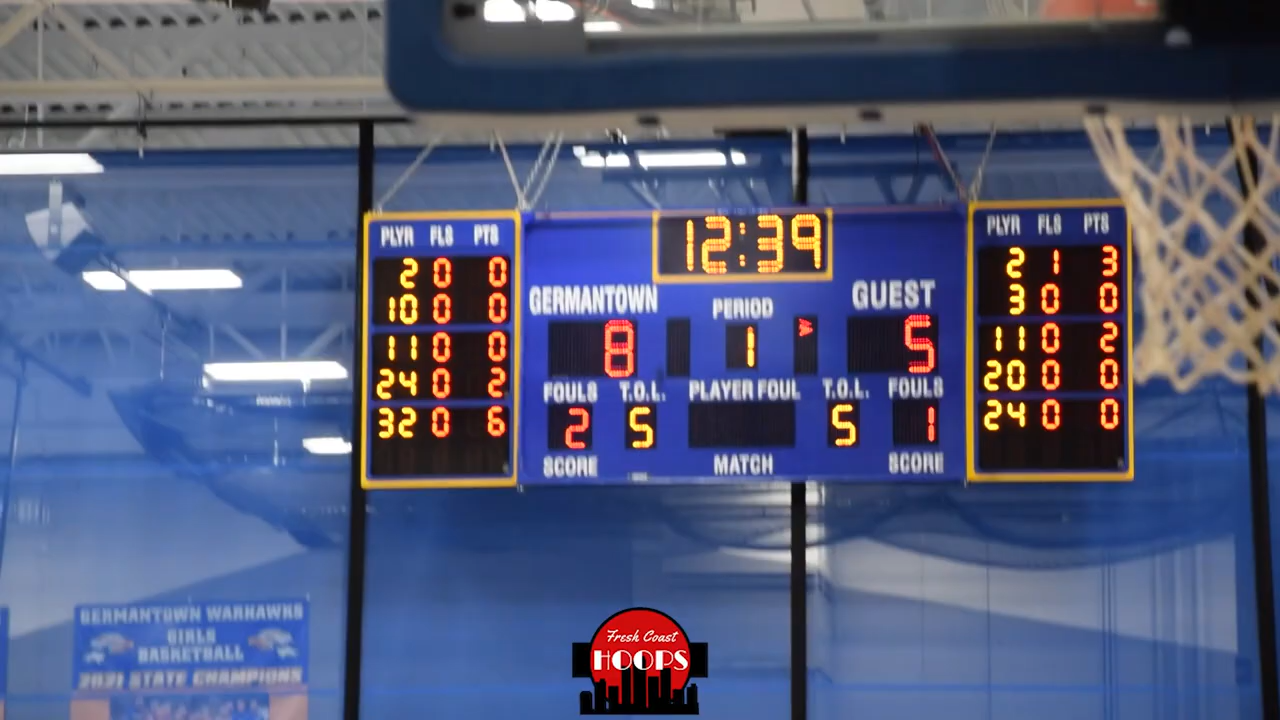 PLYR FLS PTS
2 0 0
10 0 0
11 0 0
24 0 2
32 0 6
12:39
GERMANTOWN PERIOD GUEST
8 1 5
FOULS T.O.L. PLAYER FOUL T.O.L. FOULS
2 5 5 1
SCORE MATCH SCORE
PLYR FLS PTS
2 1 3
3 0 0
11 0 2
20 0 0
24 0 0
GERMANTOWN WARHAWKS
GIRLS
BASKETBALL
2021 STATE CHAMPIONS
Fresh Coast
HOOPS